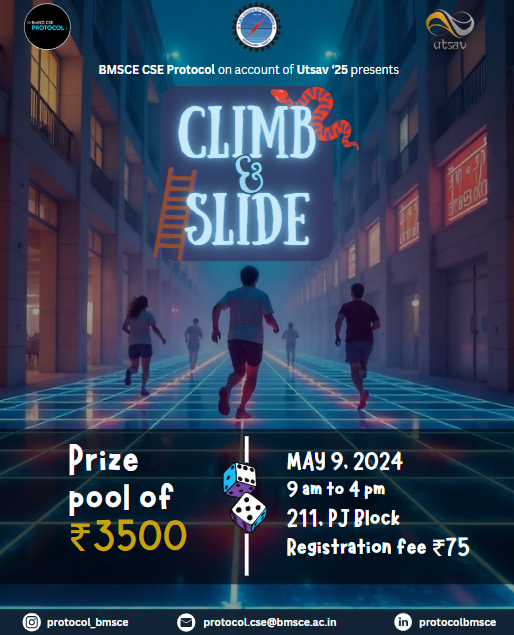 BMSCE CSE
PROTOCOL
utsav
BMSCE CSE Protocol on account of Utsav ‘25 presents
CLIMB
&
SLIDE
Prize
pool of
₹3500
MAY 9, 2024
9 am to 4 pm
211, PJ Block
Registration fee ₹75
protocol_bmsce
protocol.cse@bmsce.ac.in
protocolbmsce